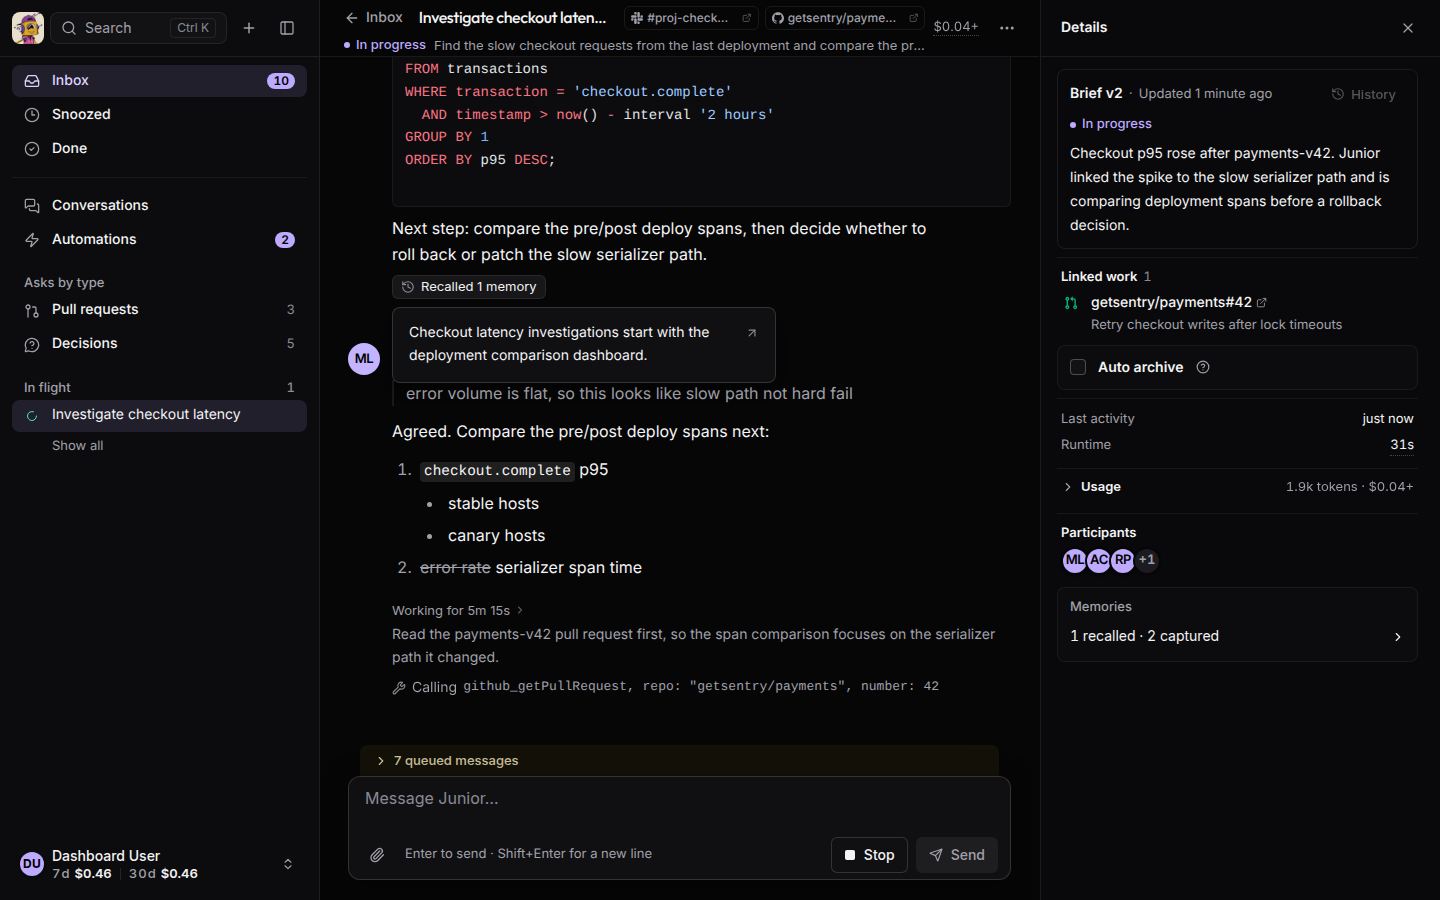 Search
Ctrl K
Inbox
10
Snoozed
Done
Conversations
Automations
2
Asks by type
Pull requests
3
Decisions
5
In flight
1
Investigate checkout latency
Show all
DU
Dashboard User
7d $0.46
30d $0.46
Inbox
Investigate checkout laten...
#proj-check...
getsentry/payme...
$0.04+
In progress
Find the slow checkout requests from the last deployment and compare the pr...
FROM transactions
WHERE transaction = 'checkout.complete'
AND timestamp > now() - interval '2 hours'
GROUP BY 1
ORDER BY p95 DESC;
Next step: compare the pre/post deploy spans, then decide whether to
roll back or patch the slow serializer path.
Recalled 1 memory
Checkout latency investigations start with the
deployment comparison dashboard.
ML
error volume is flat, so this looks like slow path not hard fail
Agreed. Compare the pre/post deploy spans next:
1. checkout.complete p95
• stable hosts
• canary hosts
2. error rate serializer span time
Working for 5m 15s
Read the payments-v42 pull request first, so the span comparison focuses on the serializer
path it changed.
Calling github_getPullRequest, repo: "getsentry/payments", number: 42
7 queued messages
Message Junior...
Enter to send · Shift+Enter for a new line
Stop
Send
Details
Brief v2 · Updated 1 minute ago
History
In progress
Checkout p95 rose after payments-v42. Junior
linked the spike to the slow serializer path and is
comparing deployment spans before a rollback
decision.
Linked work 1
getsentry/payments#42
Retry checkout writes after lock timeouts
Auto archive
Last activity
just now
Runtime
31s
Usage
1.9k tokens · $0.04+
Participants
ML
AC
RP
+1
Memories
1 recalled · 2 captured